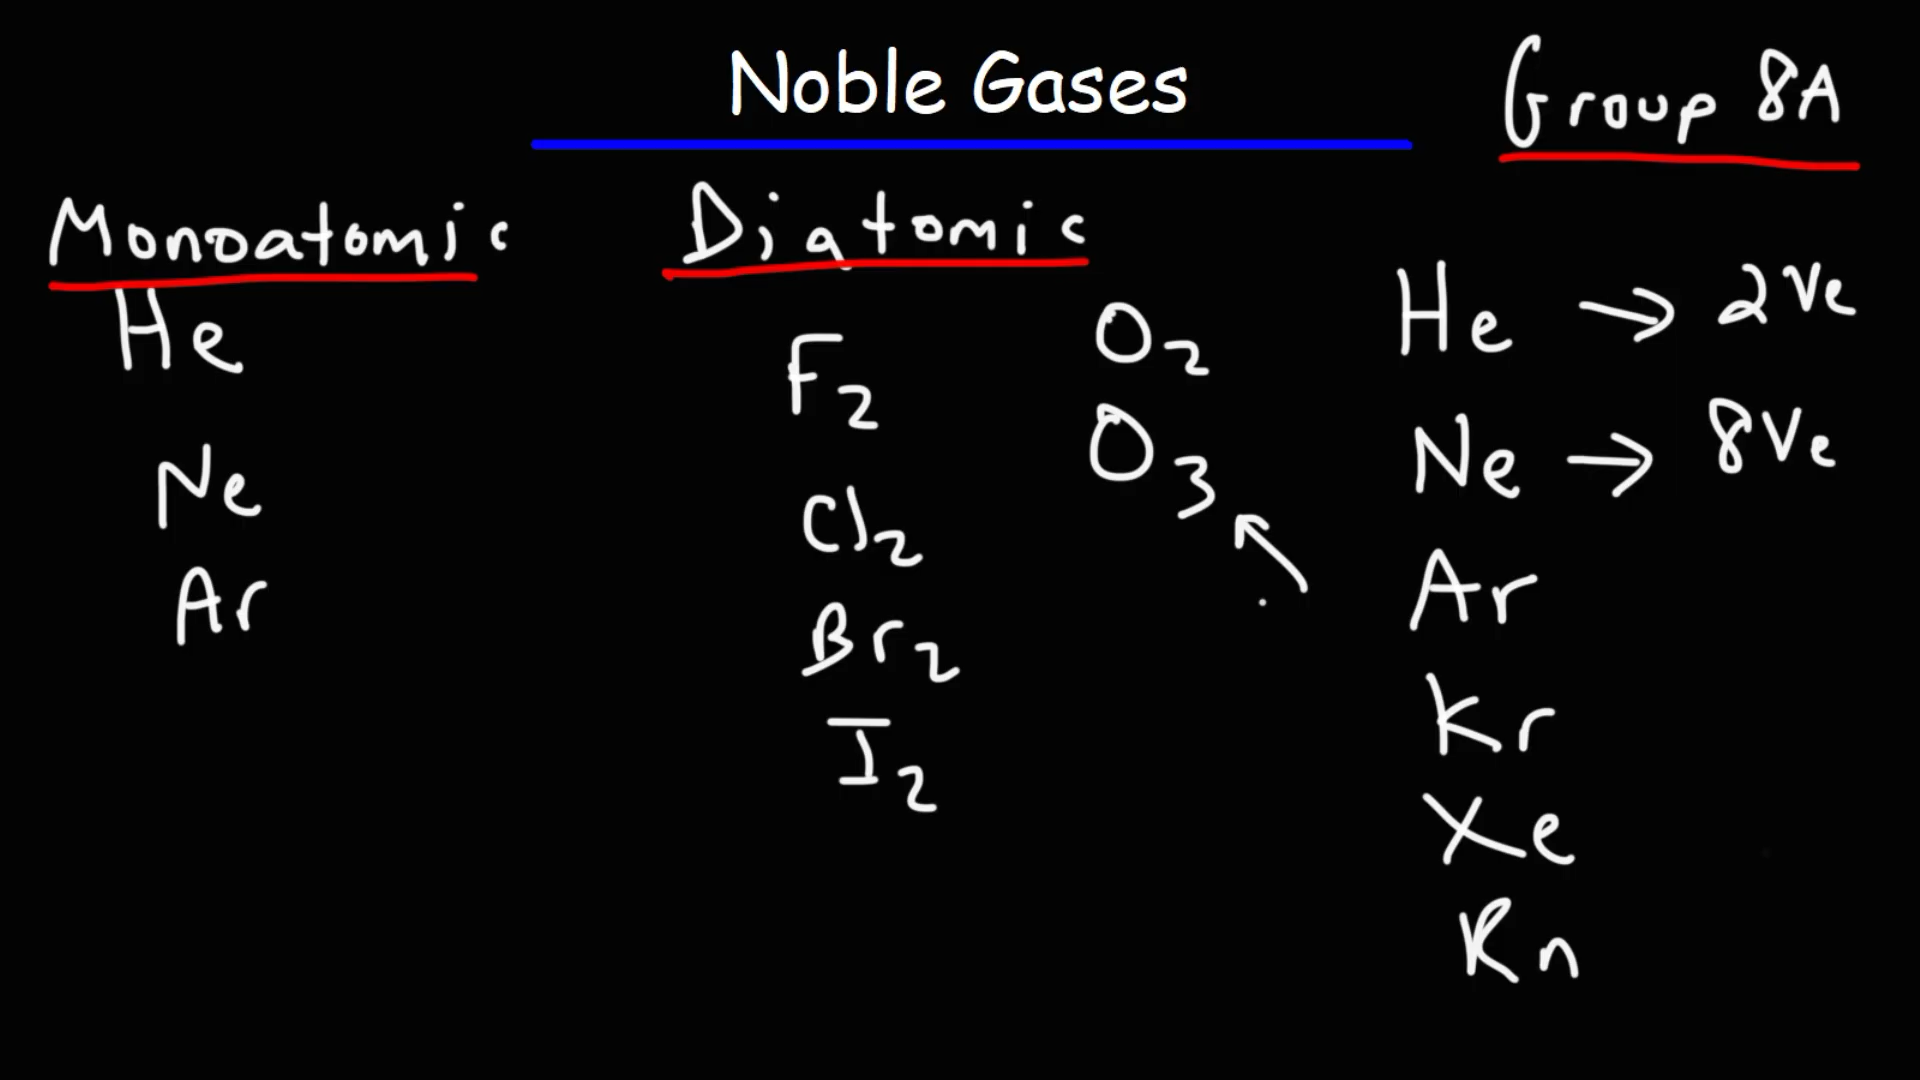 Noble Gases
Group 8A
Monoatomic
He
Ne
Ar
Diatomic
F2
Cl2
Br2
I2
O2
O3
He → 2ve
Ne → 8ve
Ar
Kr
Xe
Rn